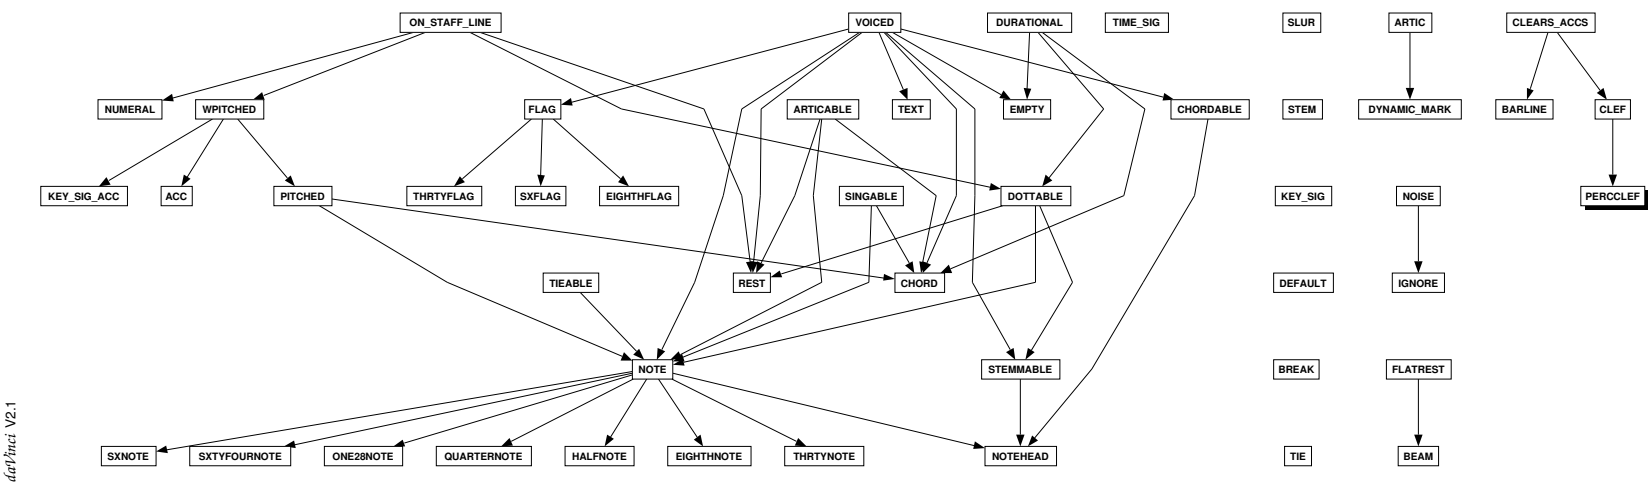 ON_STAFF_LINE VOICED DURATIONAL TIME_SIG SLUR ARTIC CLEARS_ACCS
NUMERAL WPITCHED FLAG ARTICABLE TEXT EMPTY CHORDABLE STEM DYNAMIC_MARK BARLINE CLEF
KEY_SIG_ACC ACC PITCHED THRTYFLAG SXFLAG EIGHTHFLAG SINGABLE DOTTABLE KEY_SIG NOISE PERCCLEF
TIEABLE REST CHORD DEFAULT IGNORE
NOTE STEMMABLE BREAK FLATREST
SXNOTE SXTYFOURNOTE ONE28NOTE QUARTERNOTE HALFNOTE EIGHTHNOTE THRTYNOTE NOTEHEAD TIE BEAM
daVinci V2.1